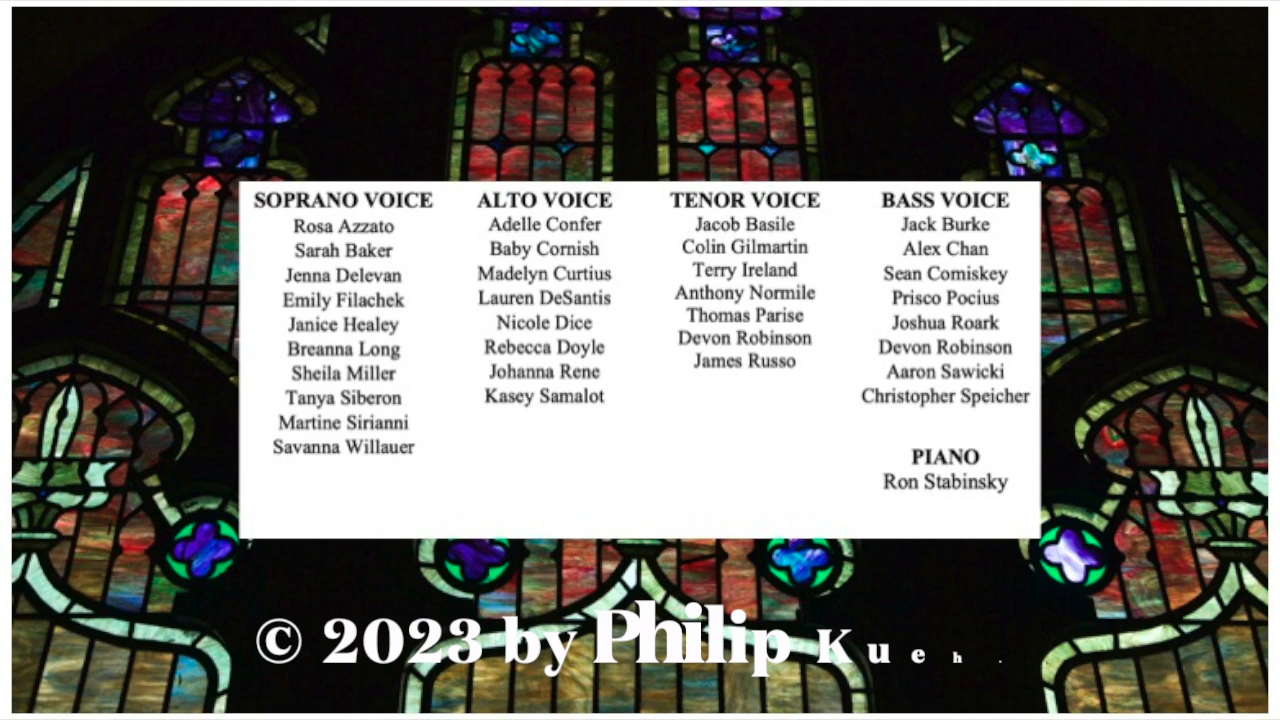 SOPRANO VOICE
Rosa Azzato
Sarah Baker
Jenna Delevan
Emily Filachek
Janice Healey
Breanna Long
Sheila Miller
Tanya Siberon
Martine Sirianni
Savanna Willauer
ALTO VOICE
Adelle Confer
Baby Cornish
Madelyn Curtius
Lauren DeSantis
Nicole Dice
Rebecca Doyle
Johanna Rene
Kasey Samalot
TENOR VOICE
Jacob Basile
Colin Gilmartin
Terry Ireland
Anthony Normile
Thomas Parise
Devon Robinson
James Russo
BASS VOICE
Jack Burke
Alex Chan
Sean Comiskey
Prisco Pocius
Joshua Roark
Devon Robinson
Aaron Sawicki
Christopher Speicher
PIANO
Ron Stabinsky
© 2023 by Philip Kueh